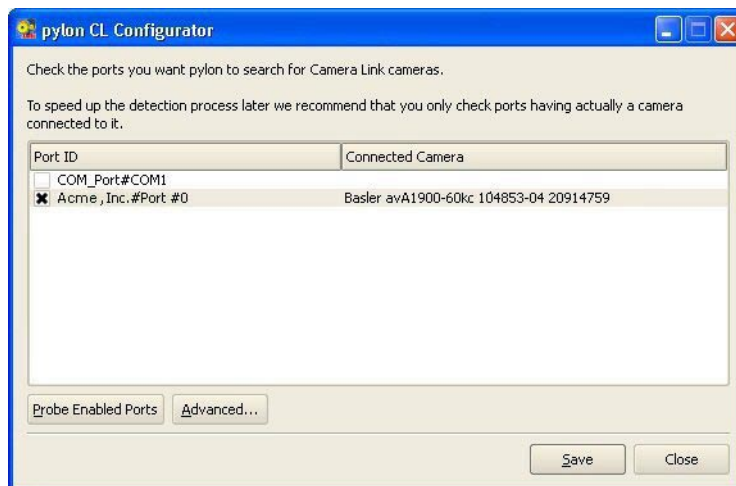 pylon CL Configurator
Check the ports you want pylon to search for Camera Link cameras.
To speed up the detection process later we recommend that you only check ports having actually a camera
connected to it.
Port ID Connected Camera
COM_Port#COM1
Acme ,Inc.#Port #0 Basler avA1900-60kc 104853-04 20914759
Probe Enabled Ports Advanced...
Save Close